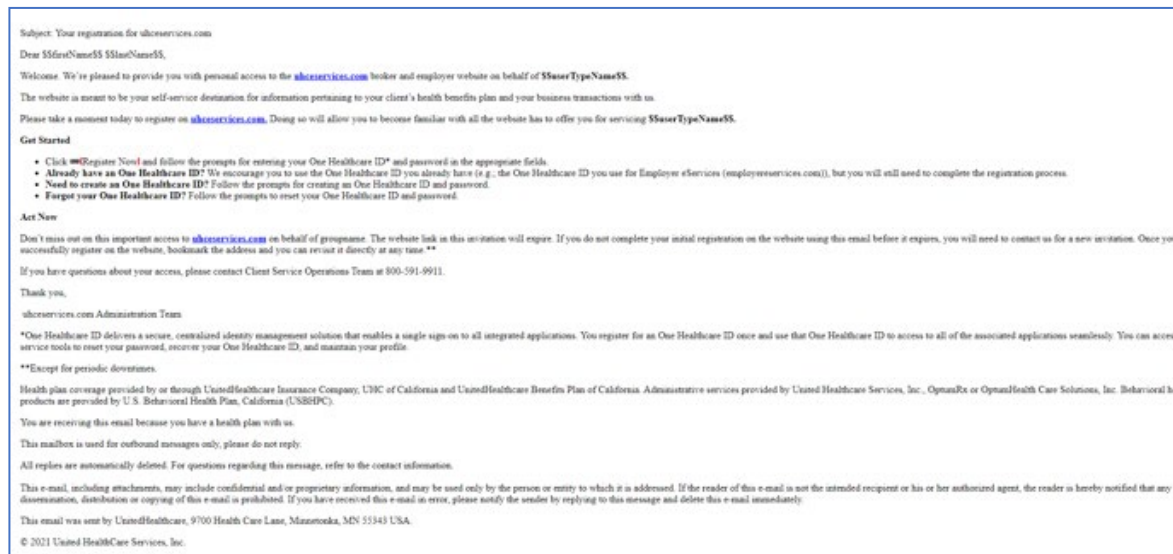 Subject: Your registration for uhceservices.com
Dear $$firstName$$ $$lastName$$,
Welcome. We're pleased to provide you with personal access to the uhceservices.com broker and employer website on behalf of $$userTypeName$$.
The website is meant to be your self-service destination for information pertaining to your client's health benefits plan and your business transactions with us.
Please take a moment today to register on uhceservices.com. Doing so will allow you to become familiar with all the website has to offer you for servicing $$userTypeName$$.
Get Started
• Click Register Now! and follow the prompts for entering your One Healthcare ID* and password in the appropriate fields.
• Already have an One Healthcare ID? We encourage you to use the One Healthcare ID you already have (e.g., the One Healthcare ID you use for Employer eServices (employereservices.com)), but you will still need to complete the registration process.
• Need to create an One Healthcare ID? Follow the prompts for creating an One Healthcare ID and password.
• Forgot your One Healthcare ID? Follow the prompts to reset your One Healthcare ID and password.
Act Now
Don't miss out on this important access to uhceservices.com on behalf of groupname. The website link in this invitation will expire. If you do not complete your initial registration on the website using this email before it expires, you will need to contact us for a new invitation. Once you
successfully register on the website, bookmark the address and you can revisit it directly at any time.**
If you have questions about your access, please contact Client Service Operations Team at 800-591-9911.
Thank you,
uhceservices.com Administration Team
*One Healthcare ID delivers a secure, centralized identity management solution that enables a single sign-on to all integrated applications. You register for an One Healthcare ID once and use that One Healthcare ID to access to all of the associated applications seamlessly. You can
service tools to reset your password, recover your One Healthcare ID, and maintain your profile.
**Except for periodic downtimes.
Health plan coverage provided by or through UnitedHealthcare Insurance Company, UHC of California and UnitedHealthcare Benefits Plan of California. Administrative services provided by United Healthcare Services, Inc., OptumRx or OptumHealth Care Solutions, Inc. Behavioral
products are provided by U.S. Behavioral Health Plan, California (USBHPC).
You are receiving this email because you have a health plan with us.
This mailbox is used for outbound messages only, please do not reply.
All replies are automatically deleted. For questions regarding this message, refer to the contact information.
This e-mail, including attachments, may include confidential and/or proprietary information, and may be used only by the person or entity to which it is addressed. If the reader of this e-mail is not the intended recipient or his or her authorized agent, the reader is hereby notified that any
dissemination, distribution or copying of this e-mail is prohibited. If you have received this e-mail in error, please notify the sender by replying to this message and delete this e-mail immediately.
This email was sent by UnitedHealthcare, 9700 Health Care Lane, Minnetonka, MN 55343 USA.
© 2021 United HealthCare Services, Inc.